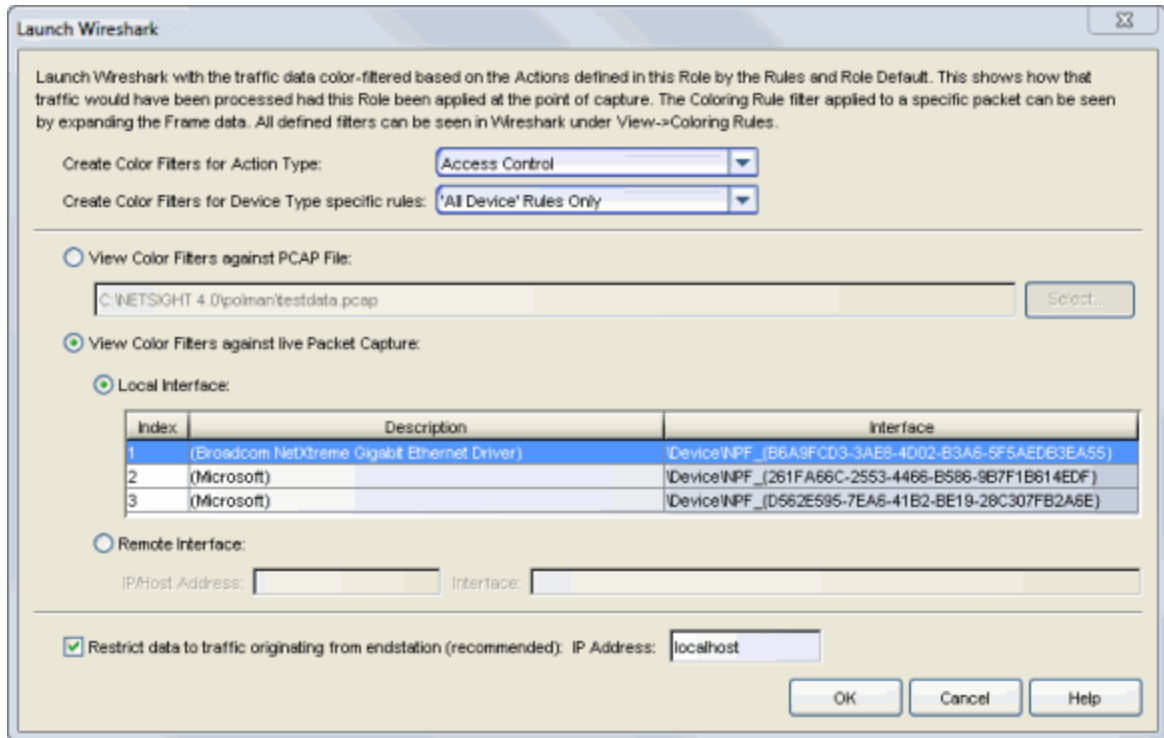 Launch Wireshark
Launch Wireshark with the traffic data color-filtered based on the Actions defined in this Role by the Rules and Role Default. This shows how that
traffic would have been processed had this Role been applied at the point of capture. The Coloring Rule filter applied to a specific packet can be seen
by expanding the Frame data. All defined filters can be seen in Wireshark under View->Coloring Rules.
Create Color Filters for Action Type: Access Control
Create Color Filters for Device Type specific rules: 'All Device' Rules Only
View Color Filters against PCAP File:
C:\NETSIGHT 4.0\polman\testdata.pcap Select...
View Color Filters against live Packet Capture:
Local Interface:
Index Description Interface
1 (Broadcom NetXtreme Gigabit Ethernet Driver) \Device\NPF_{B6A9FCD3-3AE8-4D02-B3A6-5F5AEDB3EA55}
2 (Microsoft) \Device\NPF_{261FA66C-2553-4466-B586-9B7F1B614EDF}
3 (Microsoft) \Device\NPF_{D562E595-7EA6-41B2-BE19-28C307FB2A6E}
Remote Interface:
IP/Host Address: Interface:
Restrict data to traffic originating from endstation (recommended): IP Address: localhost
OK Cancel Help